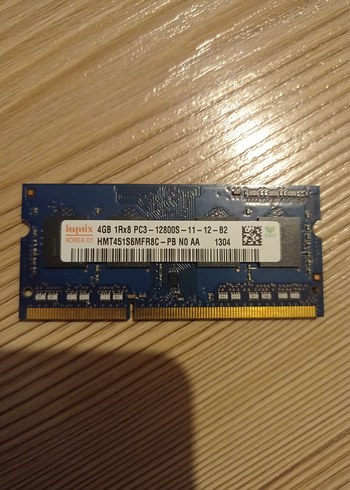 hynix
KOREA 01
4GB 1Rx8 PC3-12800S-11-12-B2
HMT451S6MFR8C-PB N0 AA 1304